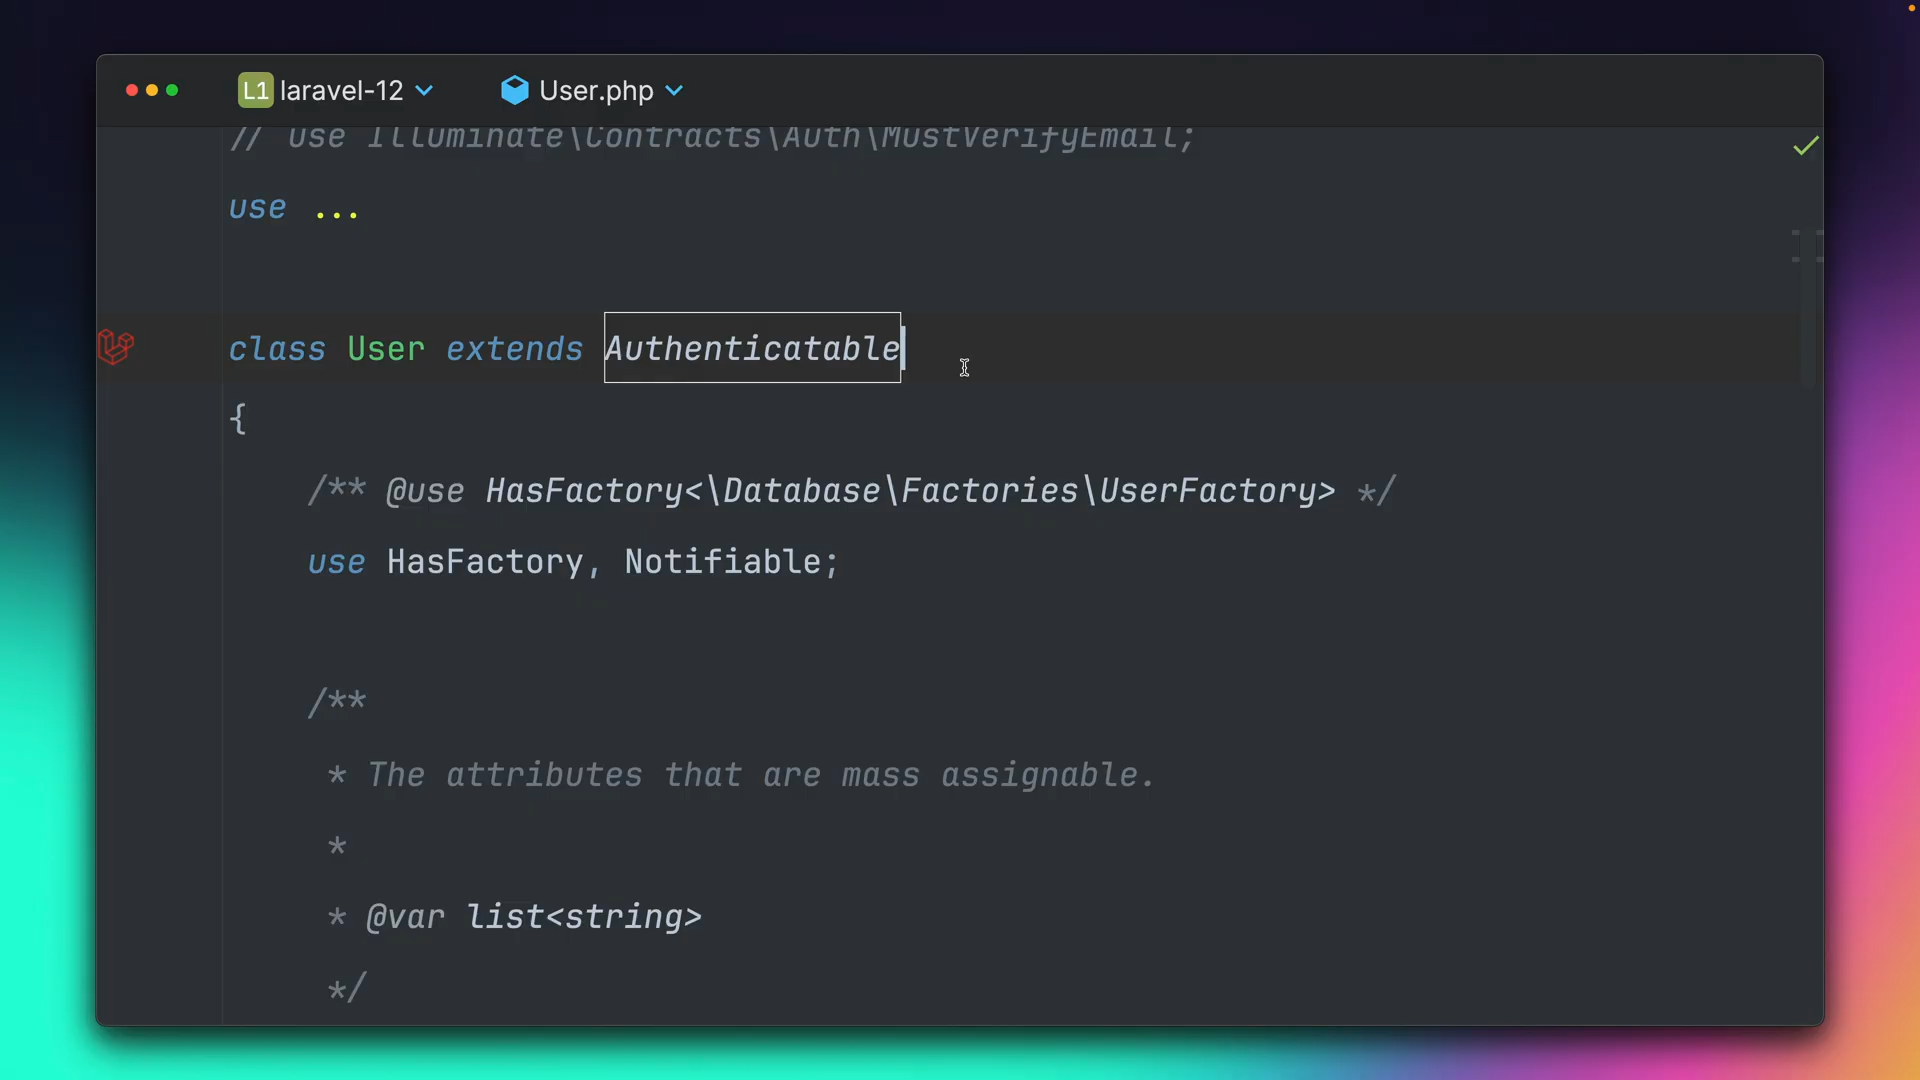 L1 laravel-12 User.php
// use Illuminate\Contracts\Auth\MustVerifyEmail;
use ...
class User extends Authenticatable
{
/** @use HasFactory<\Database\Factories\UserFactory> */
use HasFactory, Notifiable;
/**
* The attributes that are mass assignable.
*
* @var list<string>
*/